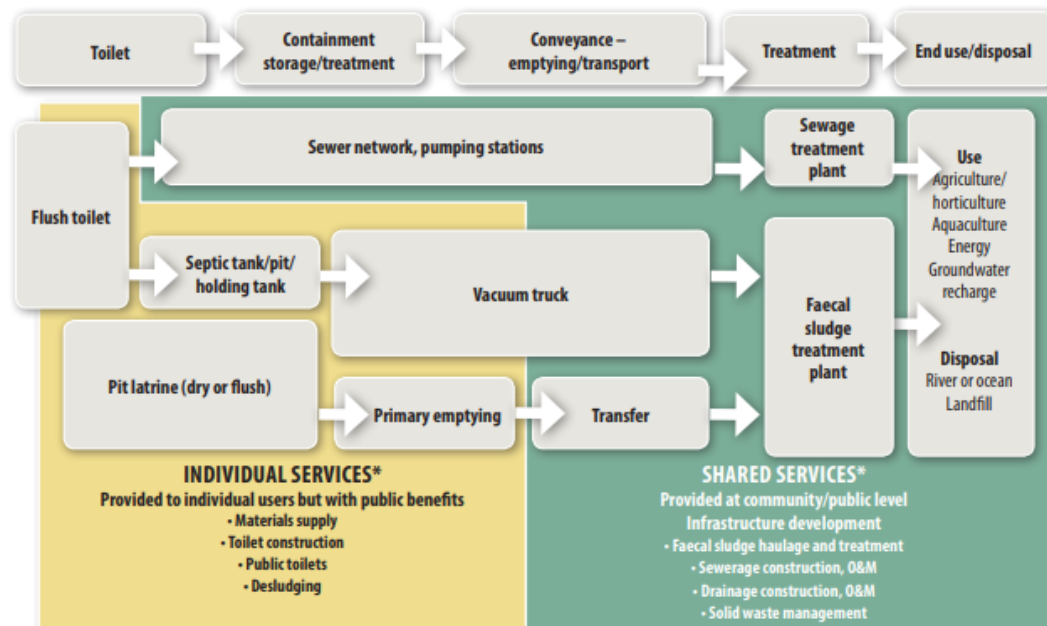 Toilet
Containment
storage/treatment
Conveyance –
emptying/transport
Treatment
End use/disposal
Flush toilet
Sewer network, pumping stations
Sewage
treatment
plant
Use
Agriculture/
horticulture
Aquaculture
Energy
Groundwater
recharge
Septic tank/pit/
holding tank
Vacuum truck
Faecal
sludge
treatment
plant
Disposal
River or ocean
Landfill
Pit latrine (dry or flush)
Primary emptying
Transfer
INDIVIDUAL SERVICES*
Provided to individual users but with public benefits
• Materials supply
• Toilet construction
• Public toilets
• Desludging
SHARED SERVICES*
Provided at community/public level
Infrastructure development
• Faecal sludge haulage and treatment
• Sewerage construction, O&M
• Drainage construction, O&M
• Solid waste management